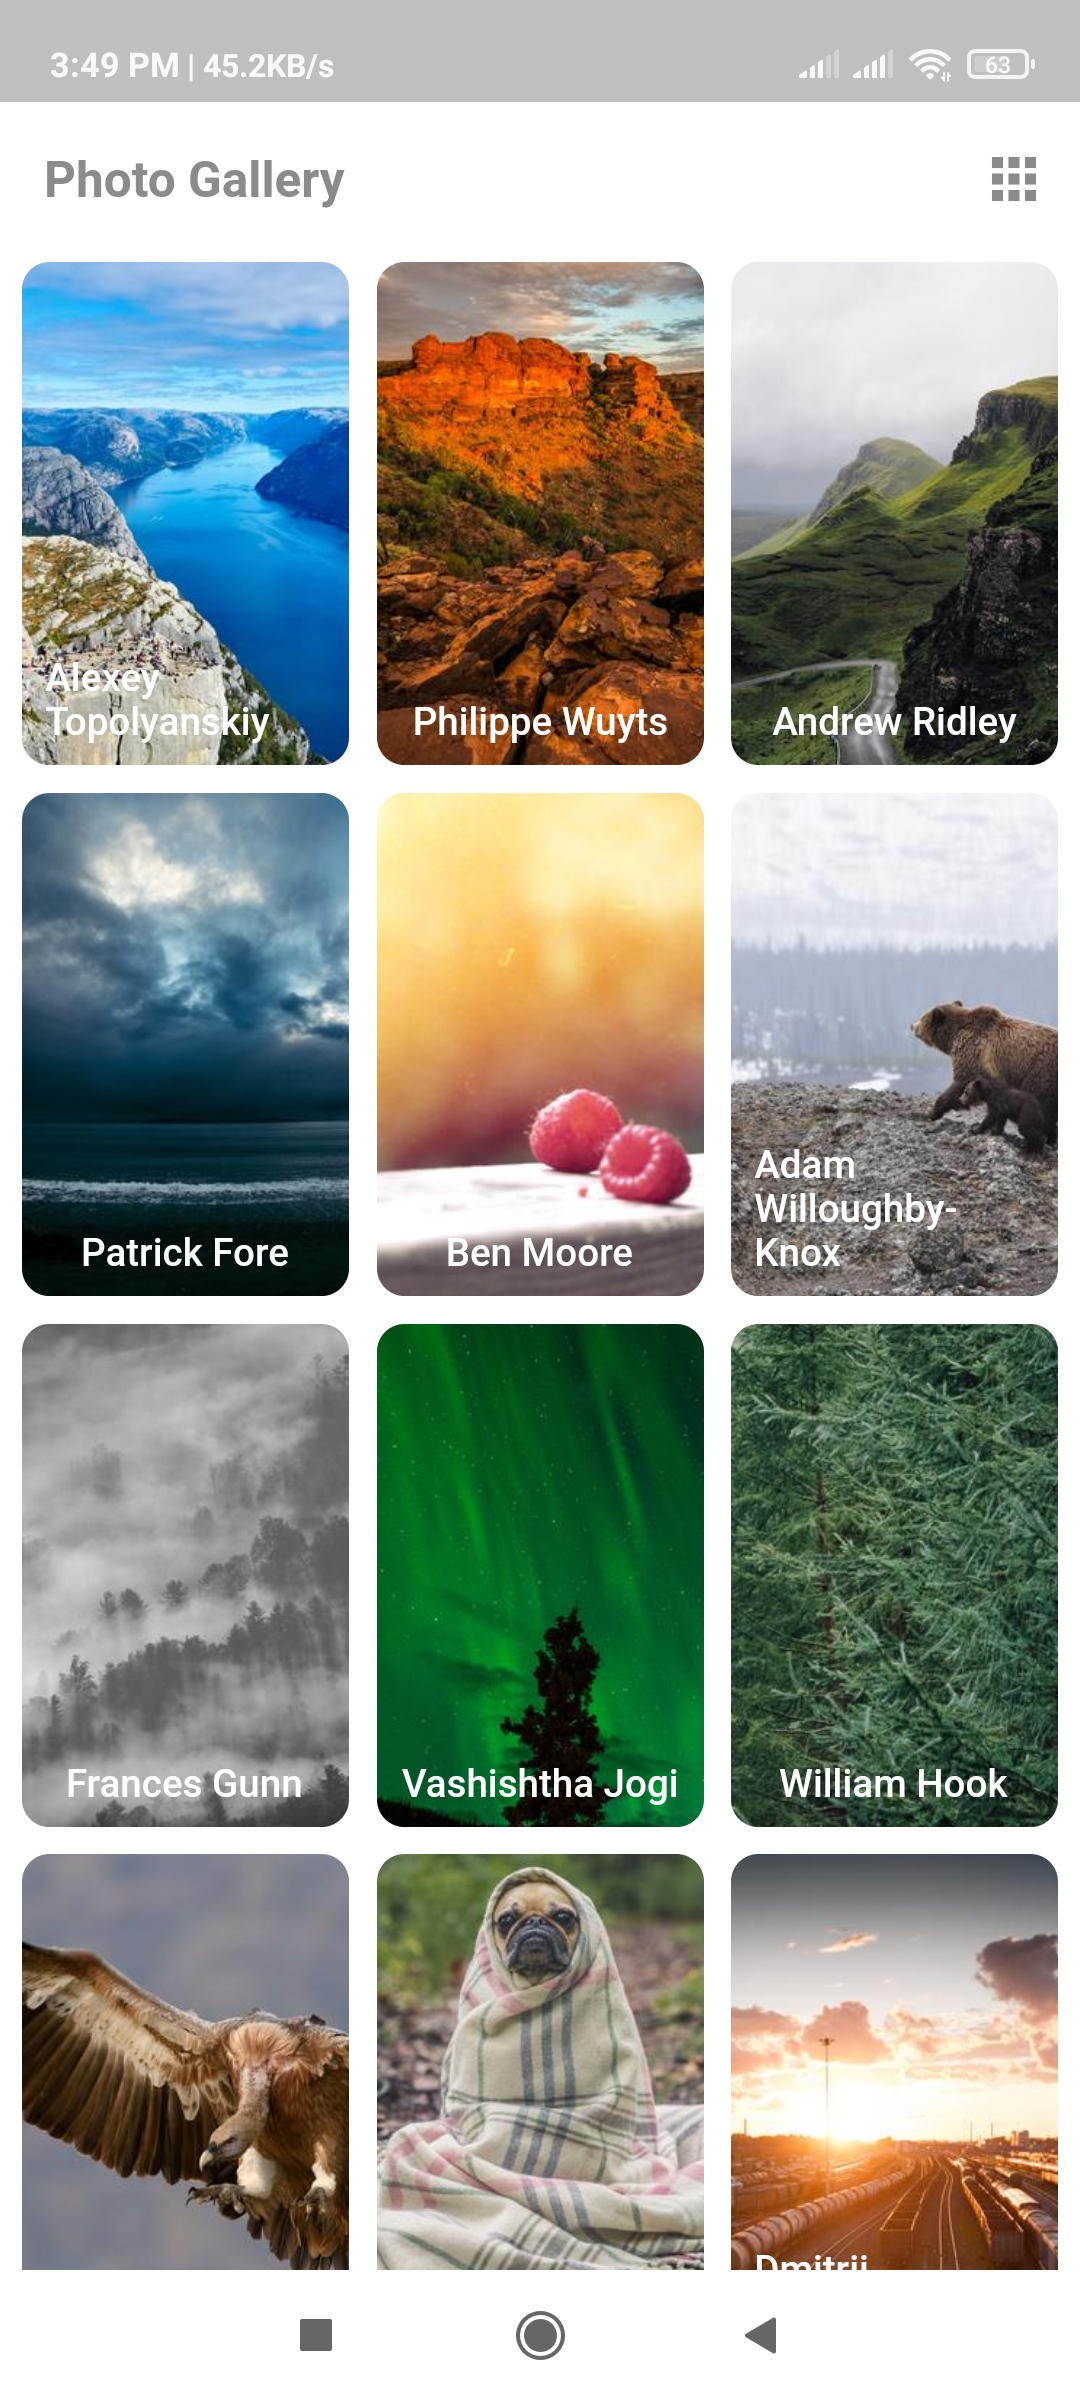 3:49 PM | 45.2KB/s
63
Photo Gallery
Alexey
Topolyanskiy
Philippe Wuyts
Andrew Ridley
Patrick Fore
Ben Moore
Adam
Willoughby-
Knox
Frances Gunn
Vashishtha Jogi
William Hook
Dmitrij